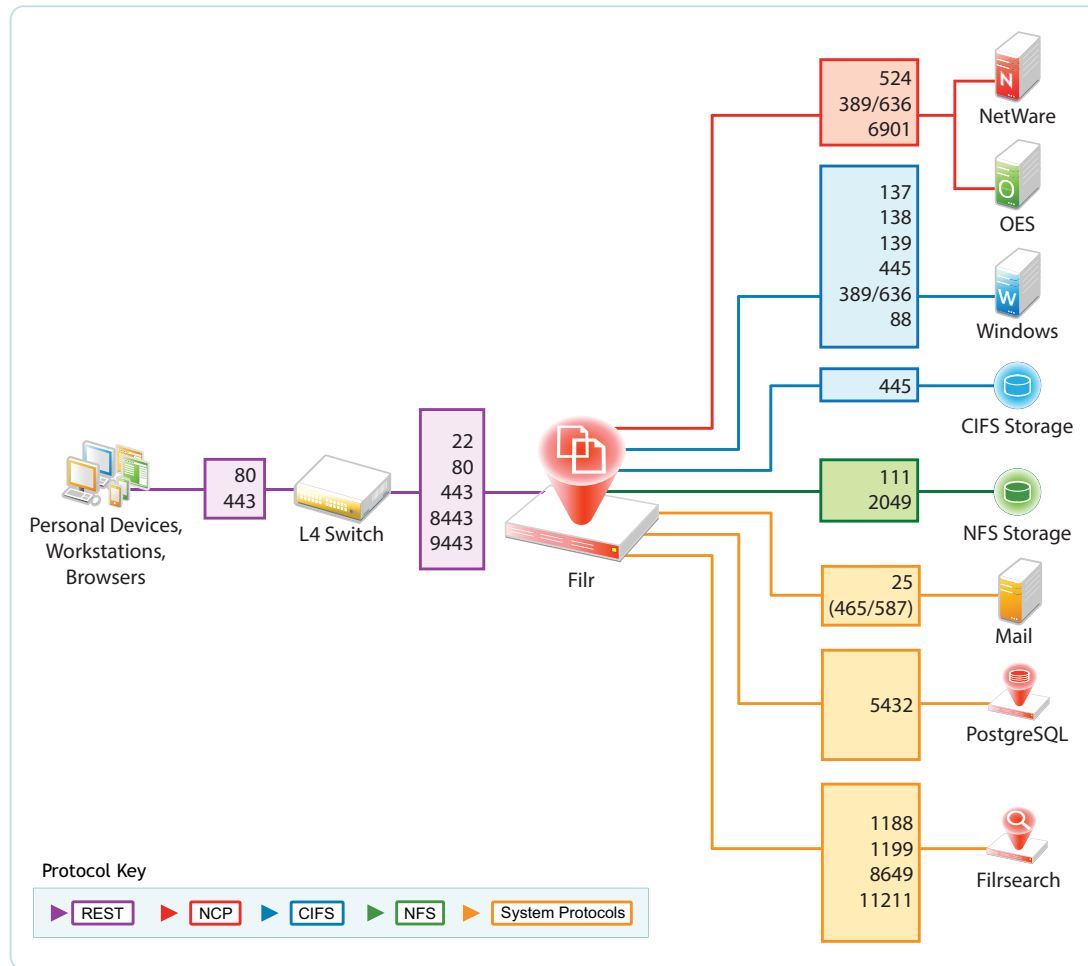 524
389/636
6901
N
NetWare
O
OES
137
138
139
445
389/636
88
W
Windows
445
CIFS Storage
80
443
Personal Devices,
Workstations,
Browsers
L4 Switch
22
80
443
8443
9443
Filr
111
2049
NFS Storage
25
(465/587)
Mail
5432
PostgreSQL
1188
1199
8649
11211
Filrsearch
Protocol Key
REST
NCP
CIFS
NFS
System Protocols